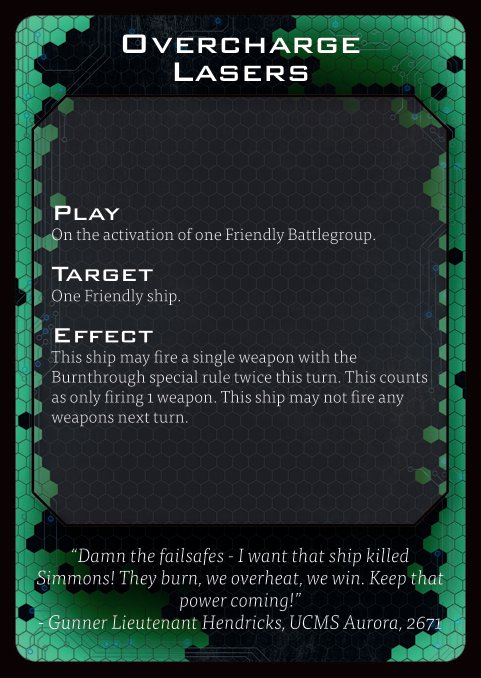 Overcharge
Lasers
Play
On the activation of one Friendly Battlegroup.
Target
One Friendly ship.
Effect
This ship may fire a single weapon with the
Burnthrough special rule twice this turn. This counts
as only firing 1 weapon. This ship may not fire any
weapons next turn.
“Damn the failsafes - I want that ship killed
Simmons! They burn, we overheat, we win. Keep that
power coming!”
- Gunner Lieutenant Hendricks, UCMS Aurora, 2671